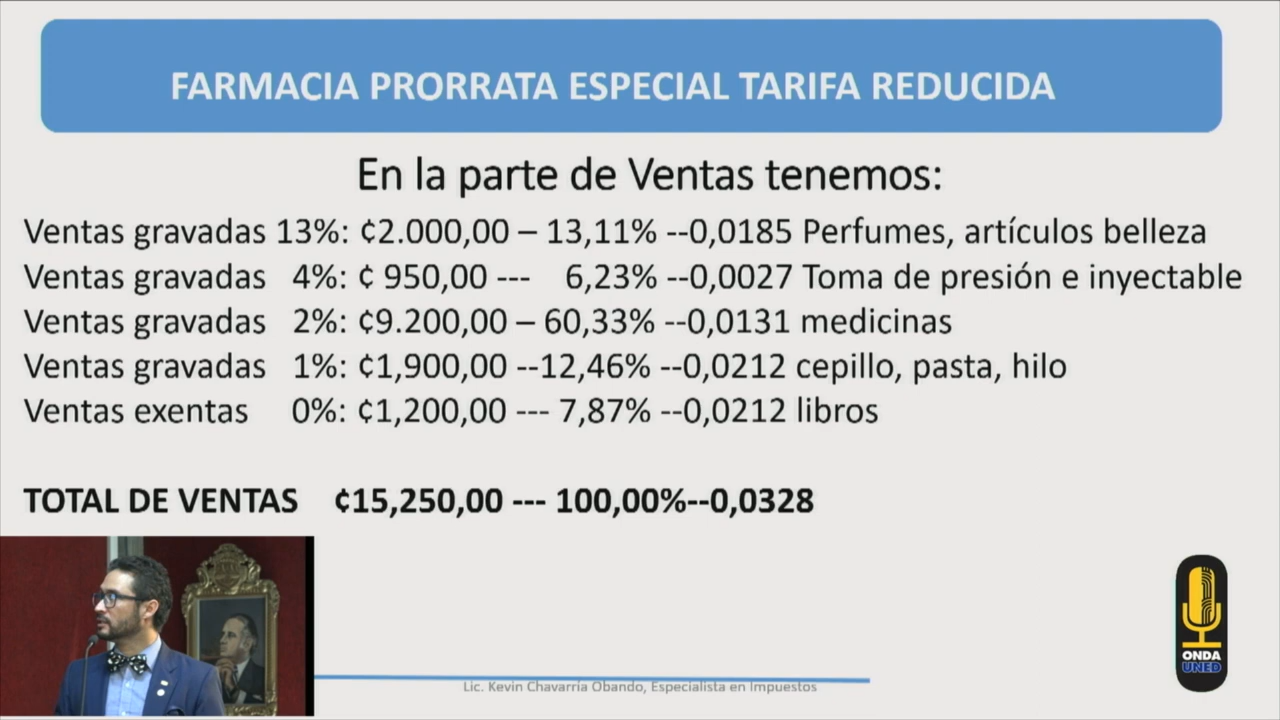 FARMACIA PRORRATA ESPECIAL TARIFA REDUCIDA
En la parte de Ventas tenemos:
Ventas gravadas 13%: ¢2.000,00 – 13,11% --0,0185 Perfumes, artículos belleza
Ventas gravadas 4%: ¢ 950,00 --- 6,23% --0,0027 Toma de presión e inyectable
Ventas gravadas 2%: ¢9.200,00 – 60,33% --0,0131 medicinas
Ventas gravadas 1%: ¢1,900,00 --12,46% --0,0212 cepillo, pasta, hilo
Ventas exentas 0%: ¢1,200,00 --- 7,87% --0,0212 libros
TOTAL DE VENTAS ¢15,250,00 --- 100,00%--0,0328
ONDA
UNED
Lic. Kevin Chavarría Obando, Especialista en Impuestos